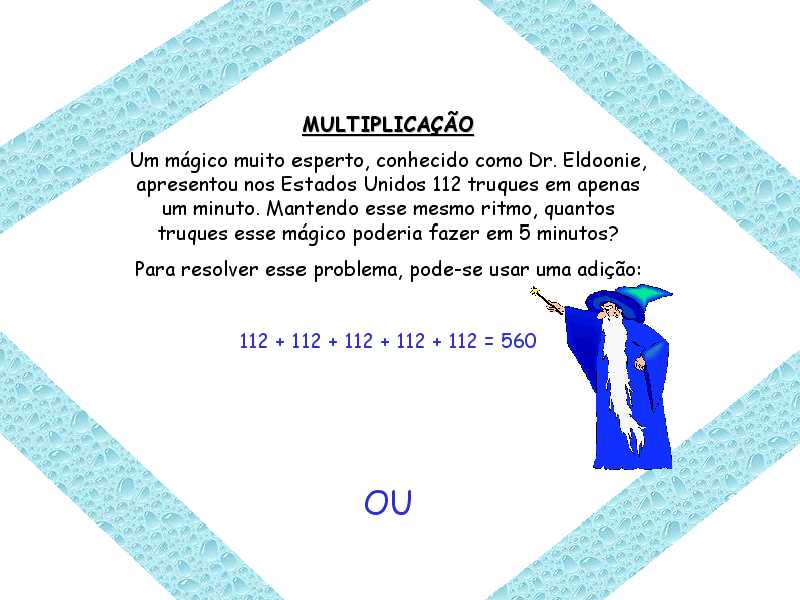 MULTIPLICAÇÃO
Um mágico muito esperto, conhecido como Dr. Eldoonie,
apresentou nos Estados Unidos 112 truques em apenas
um minuto. Mantendo esse mesmo ritmo, quantos
truques esse mágico poderia fazer em 5 minutos?
Para resolver esse problema, pode-se usar uma adição:
112 + 112 + 112 + 112 + 112 = 560
OU